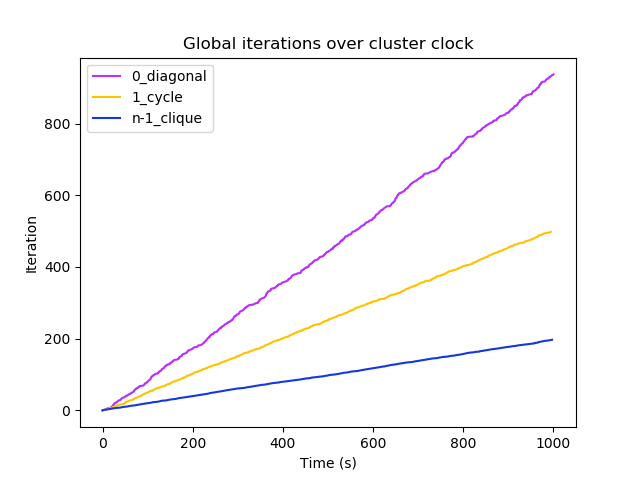 Global iterations over cluster clock
0_diagonal
1_cycle
n-1_clique
800
600
400
200
0
Iteration
0 200 400 600 800 1000
Time (s)